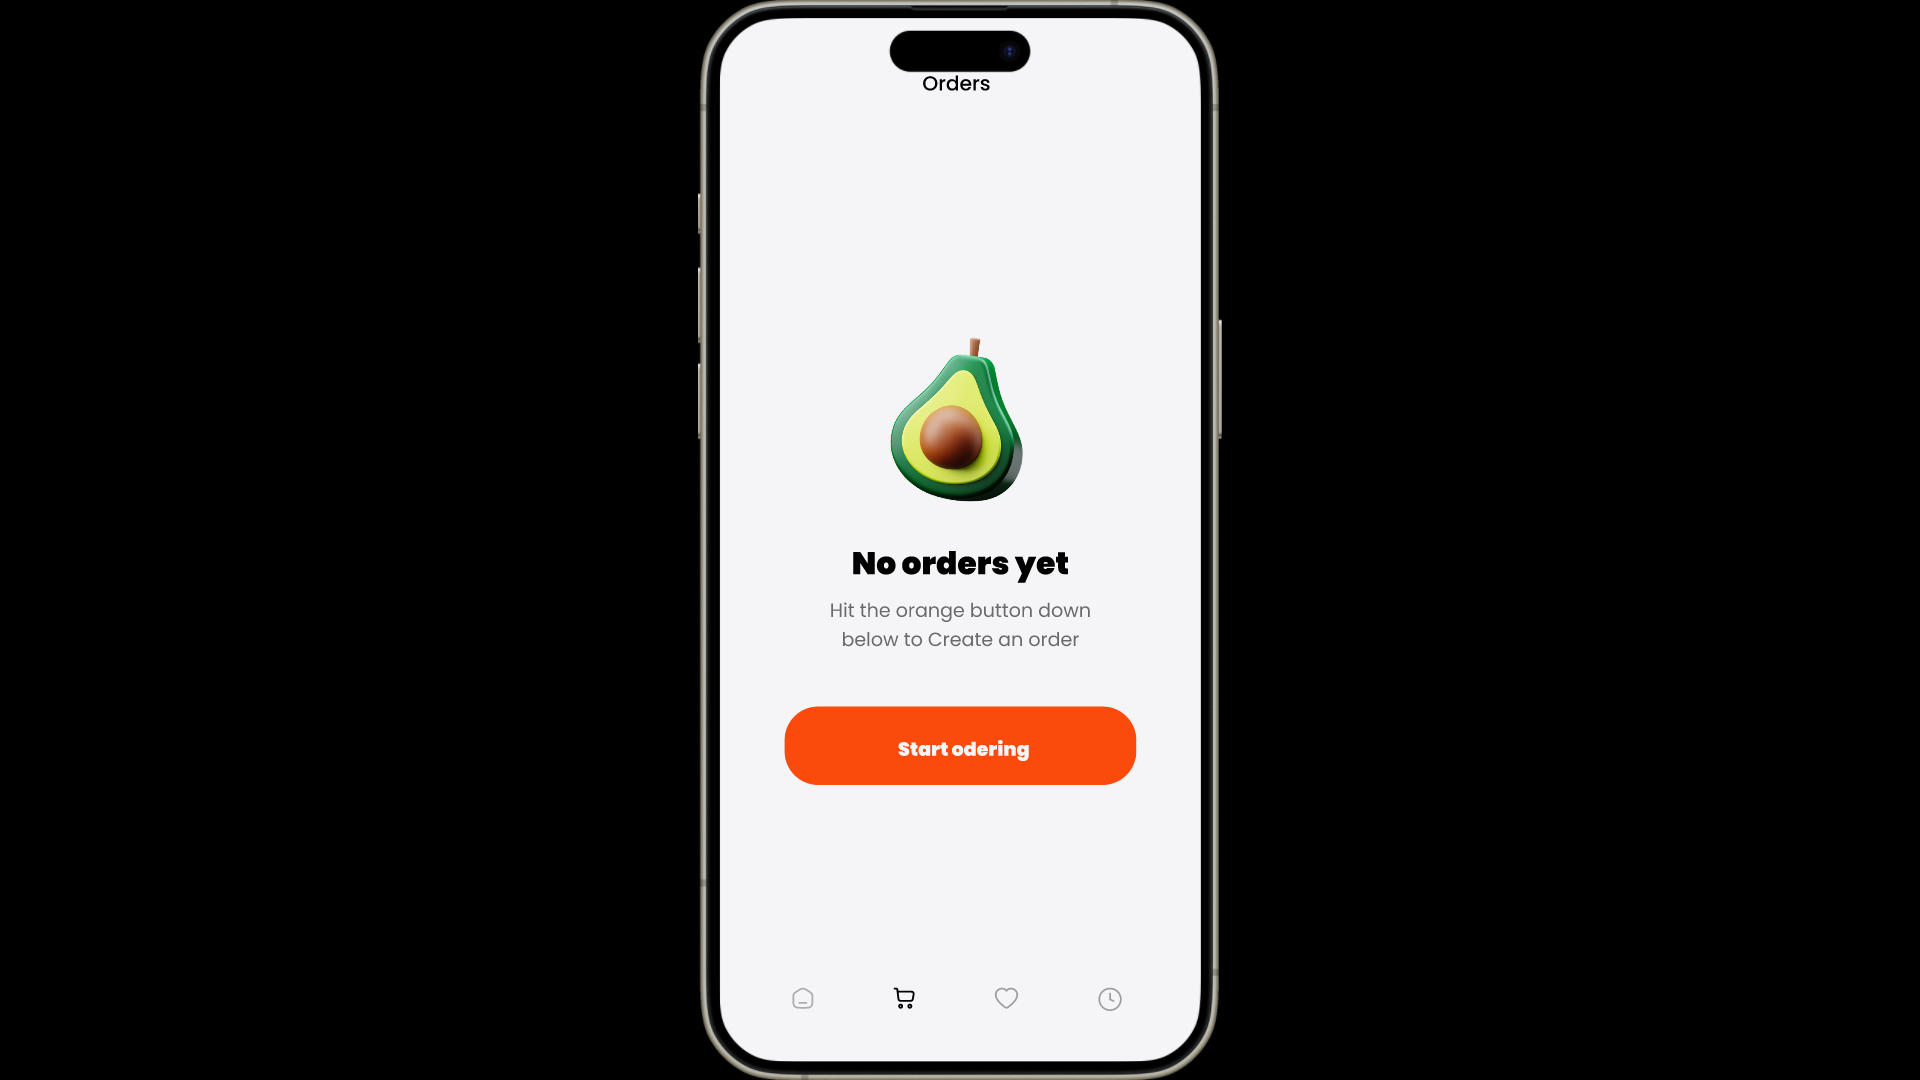 Orders
No orders yet
Hit the orange button down
below to Create an order
Start odering